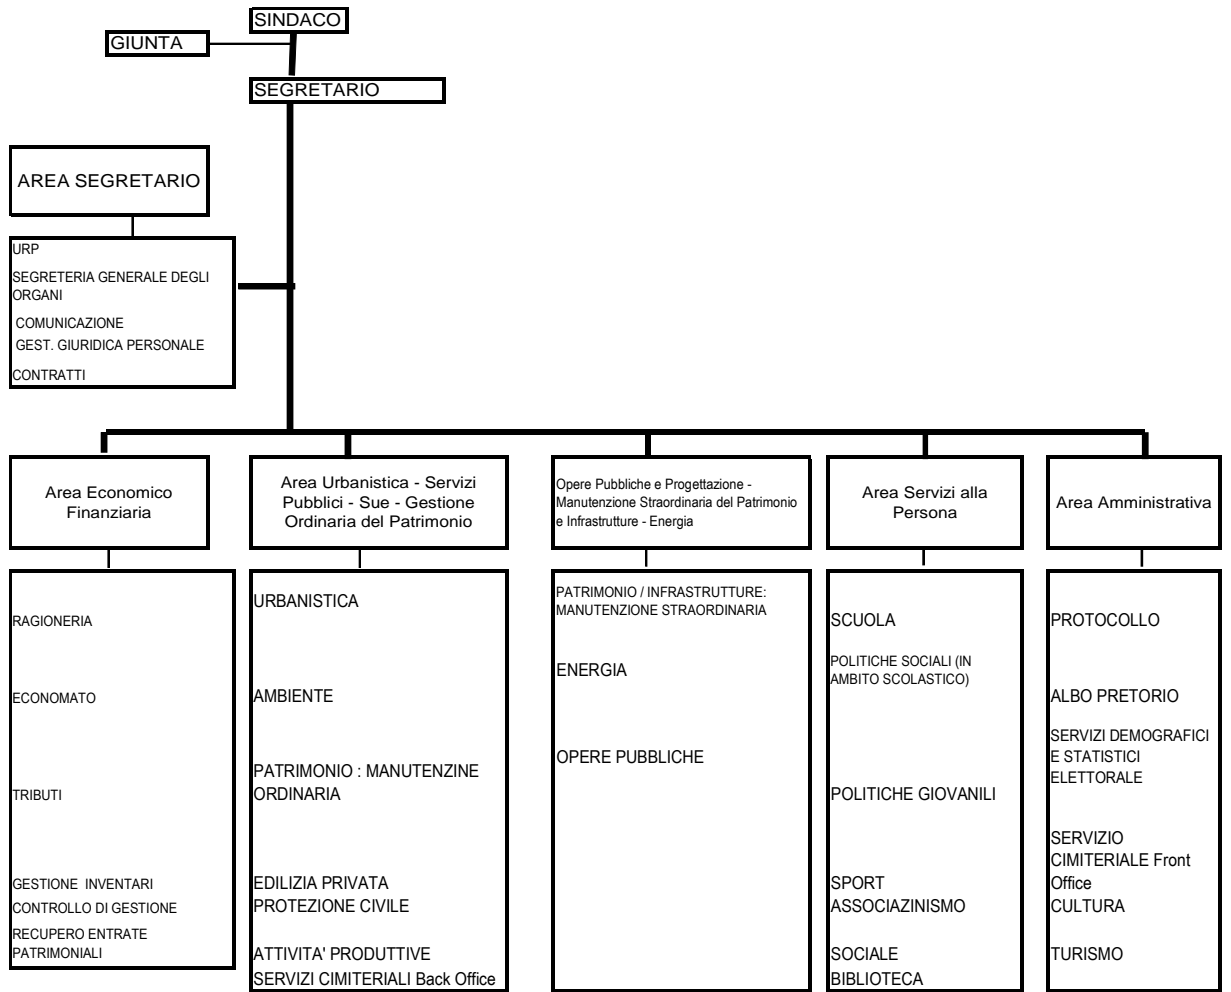 SINDACO
GIUNTA
SEGRETARIO
AREA SEGRETARIO
URP
SEGRETERIA GENERALE DEGLI
ORGANI
COMUNICAZIONE
GEST. GIURIDICA PERSONALE
CONTRATTI
Area Economico
Finanziaria
RAGIONERIA
ECONOMATO
TRIBUTI
GESTIONE INVENTARI
CONTROLLO DI GESTIONE
RECUPERO ENTRATE
PATRIMONIALI
Area Urbanistica - Servizi
Pubblici - Sue - Gestione
Ordinaria del Patrimonio
URBANISTICA
AMBIENTE
PATRIMONIO : MANUTENZINE
ORDINARIA
EDILIZIA PRIVATA
PROTEZIONE CIVILE
ATTIVITA' PRODUTTIVE
SERVIZI CIMITERIALI Back Office
Opere Pubbliche e Progettazione -
Manutenzione Straordinaria del Patrimonio
e Infrastrutture - Energia
PATRIMONIO / INFRASTRUTTURE:
MANUTENZIONE STRAORDINARIA
ENERGIA
OPERE PUBBLICHE
Area Servizi alla
Persona
SCUOLA
POLITICHE SOCIALI (IN
AMBITO SCOLASTICO)
POLITICHE GIOVANILI
SPORT
ASSOCIAZINISMO
SOCIALE
BIBLIOTECA
Area Amministrativa
PROTOCOLLO
ALBO PRETORIO
SERVIZI DEMOGRAFICI
E STATISTICI
ELETTORALE
SERVIZIO
CIMITERIALE Front
Office
CULTURA
TURISMO